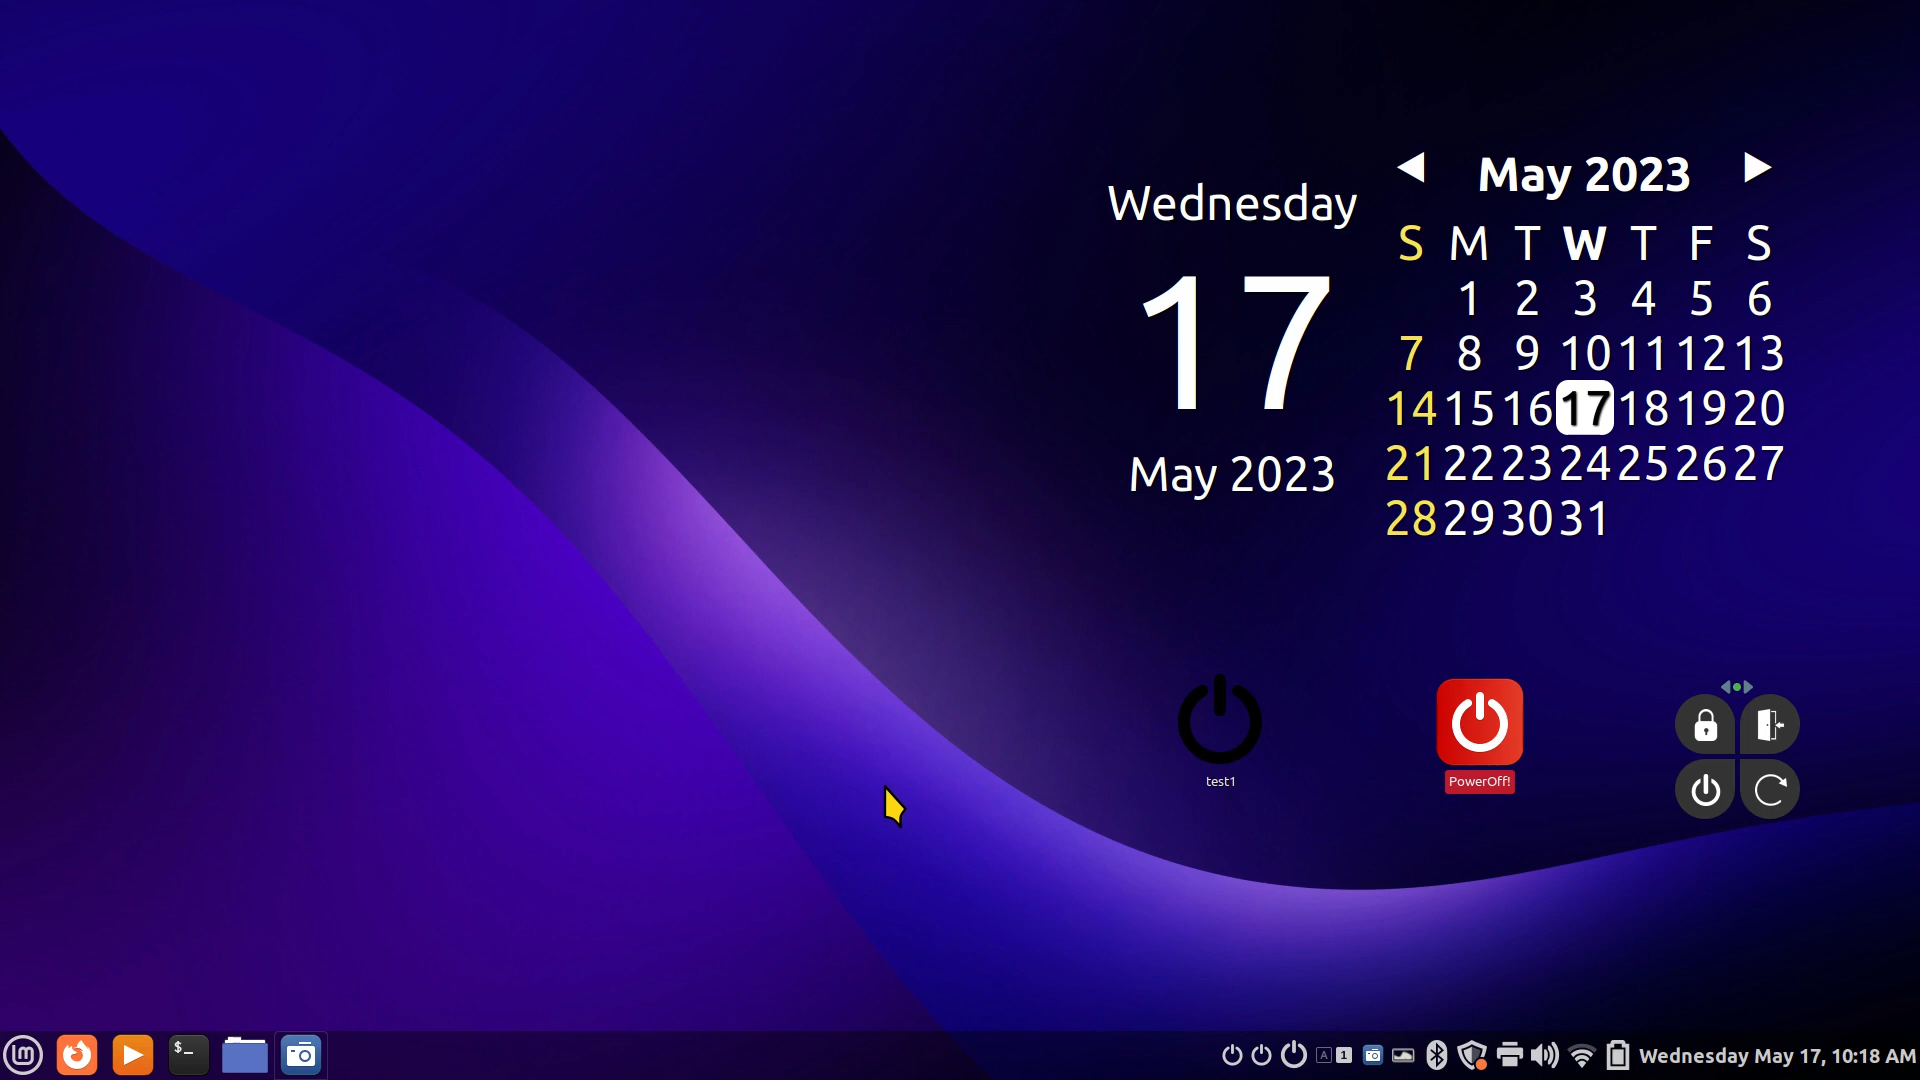 Wednesday
17
May 2023
May 2023
S M T W T F S
1 2 3 4 5 6
7 8 9 10 11 12 13
14 15 16 17 18 19 20
21 22 23 24 25 26 27
28 29 30 31
test1
PowerOff!
$_
A 1
Wednesday May 17, 10:18 AM